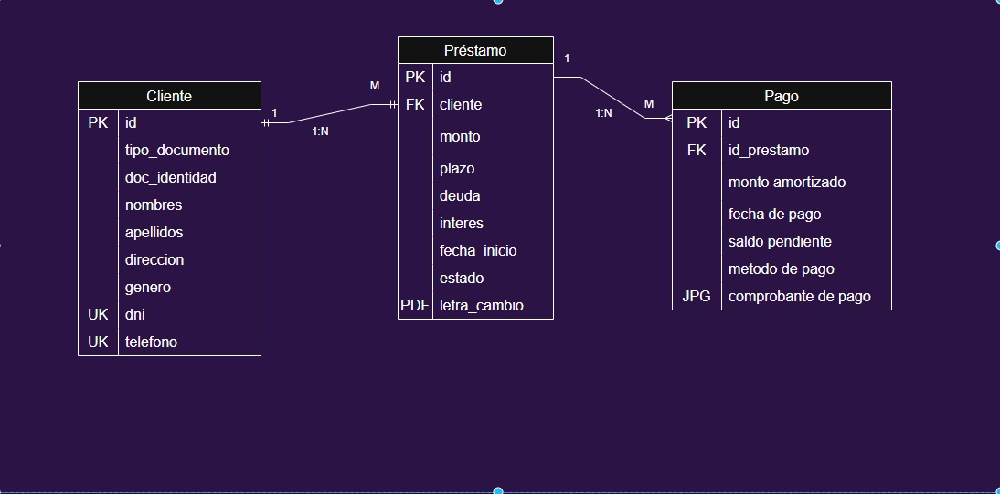 Cliente
PK id
tipo_documento
doc_identidad
nombres
apellidos
direccion
genero
UK dni
UK telefono
1
1:N
M
Préstamo
PK id
FK cliente
monto
plazo
deuda
interes
fecha_inicio
estado
PDF letra_cambio
1
1:N
M
Pago
PK id
FK id_prestamo
monto amortizado
fecha de pago
saldo pendiente
metodo de pago
JPG comprobante de pago